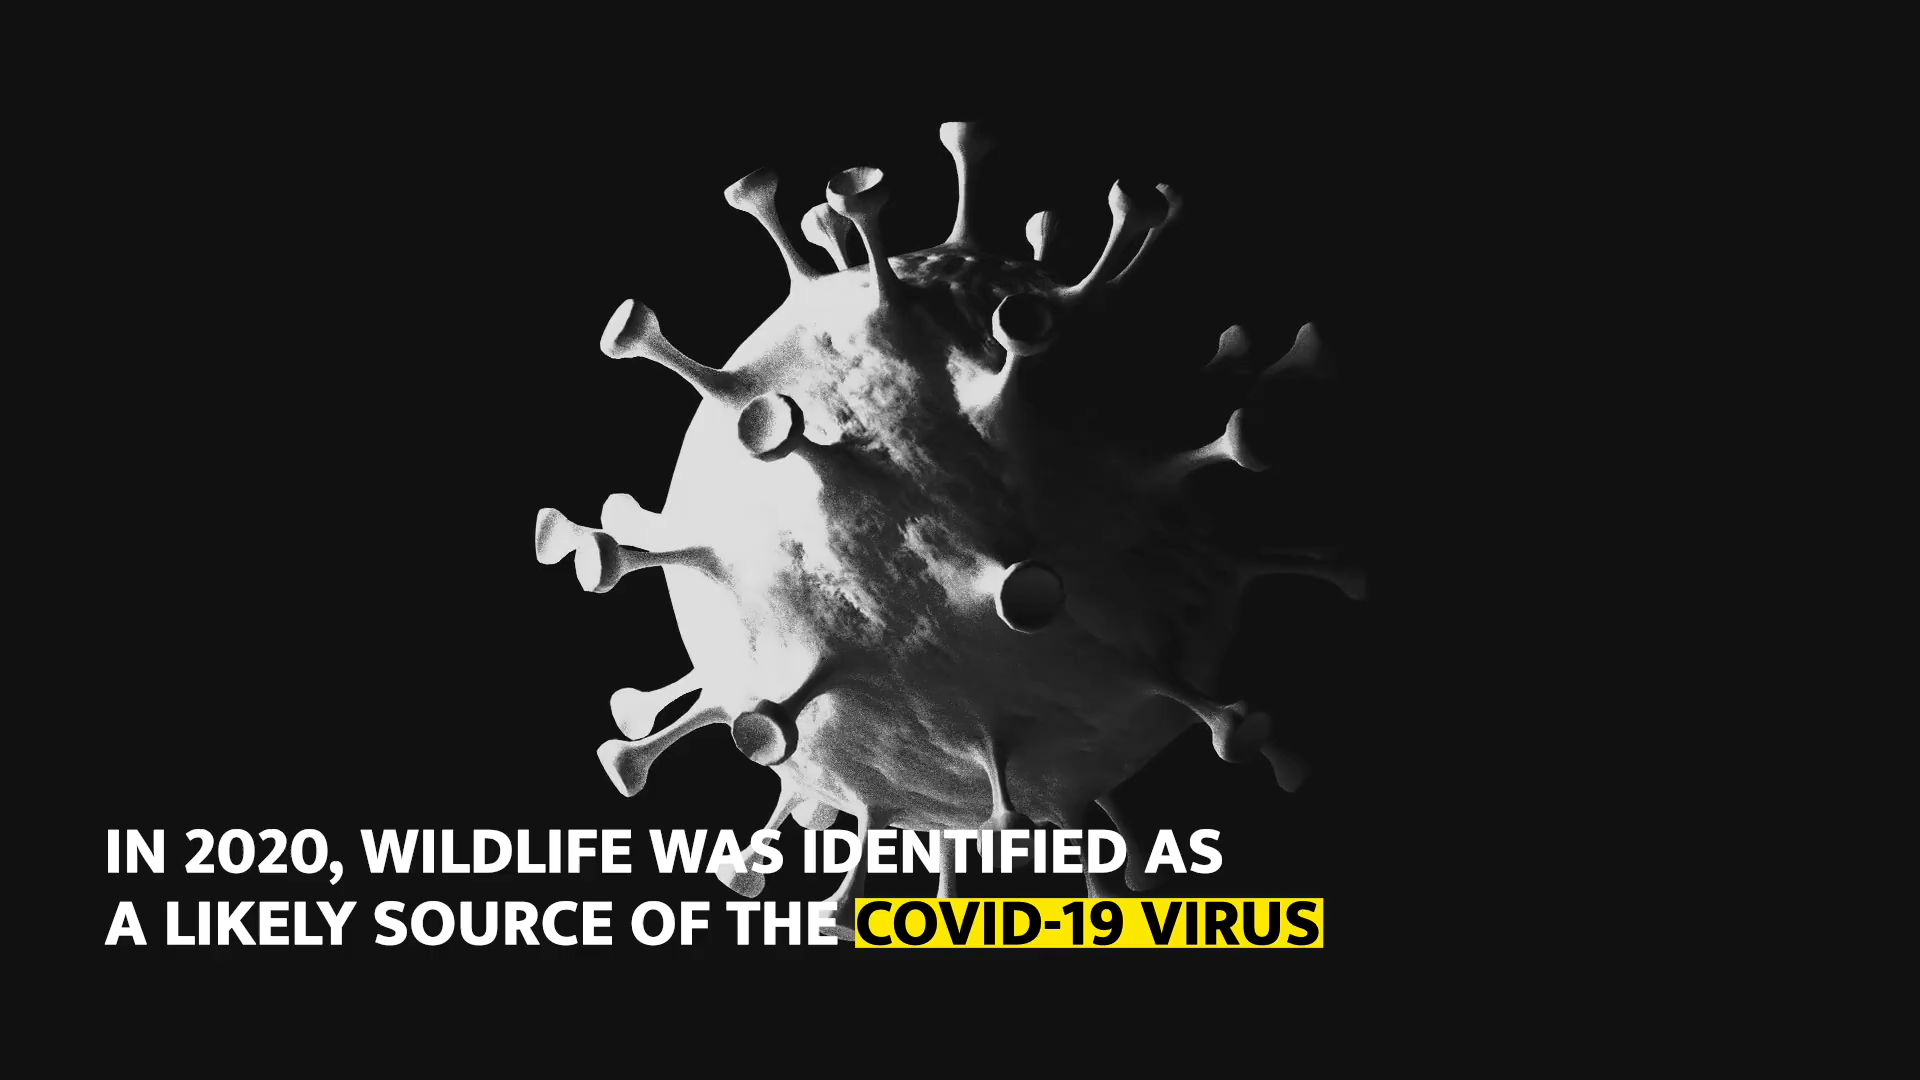 IN 2020, WILDLIFE WAS IDENTIFIED AS
A LIKELY SOURCE OF THE COVID-19 VIRUS